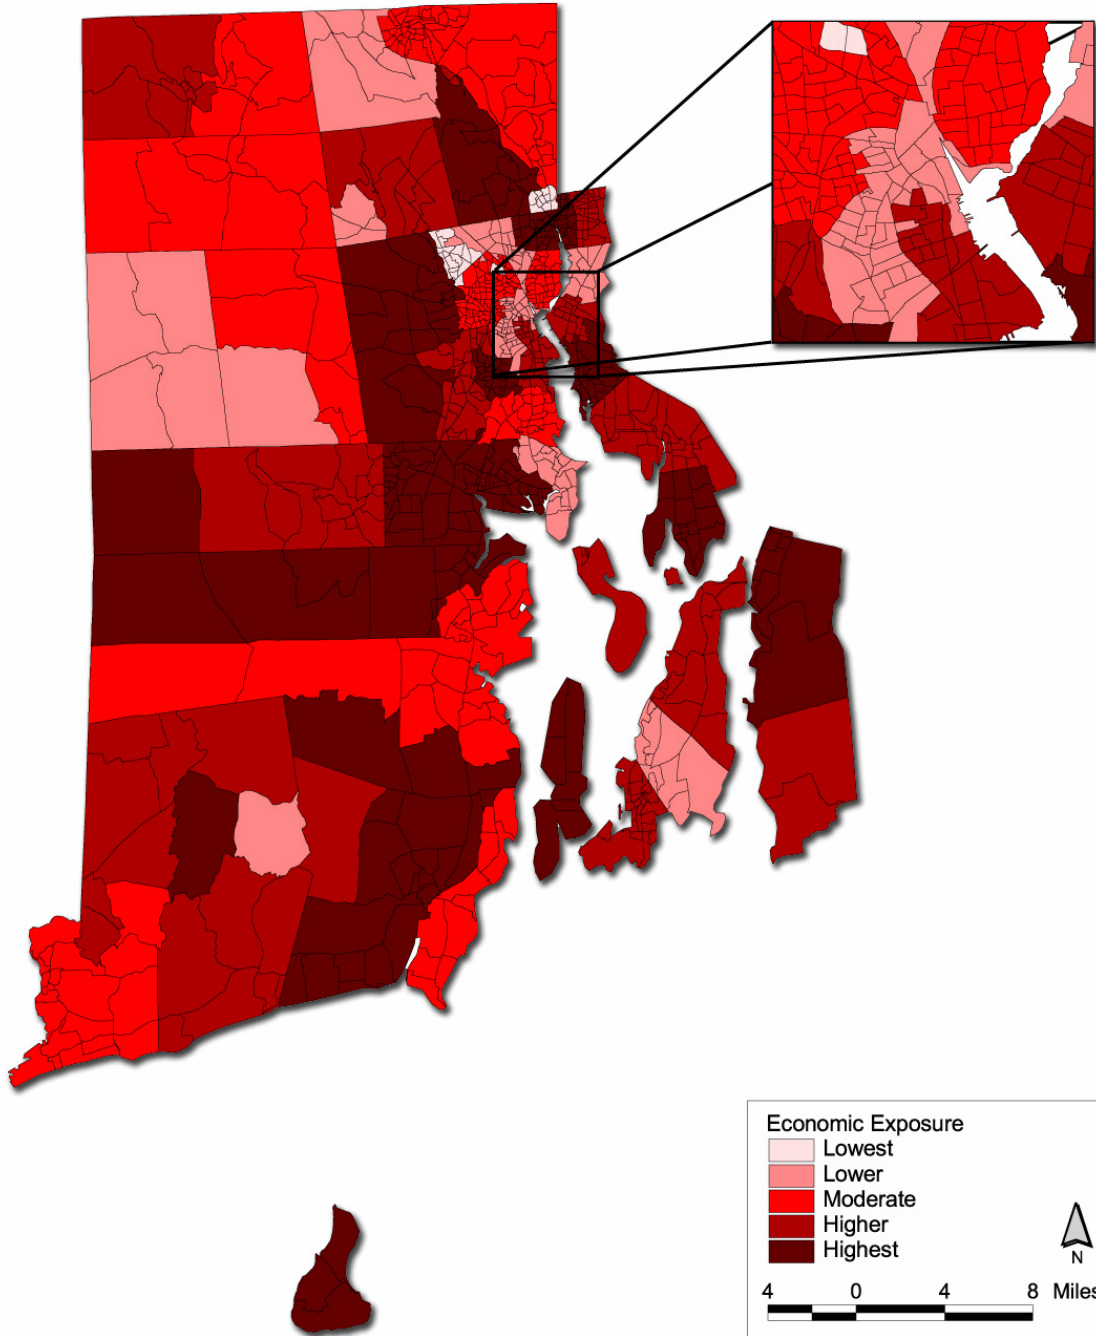 Economic Exposure
Lowest
Lower
Moderate
Higher
Highest
N
4 0 4 8 Miles